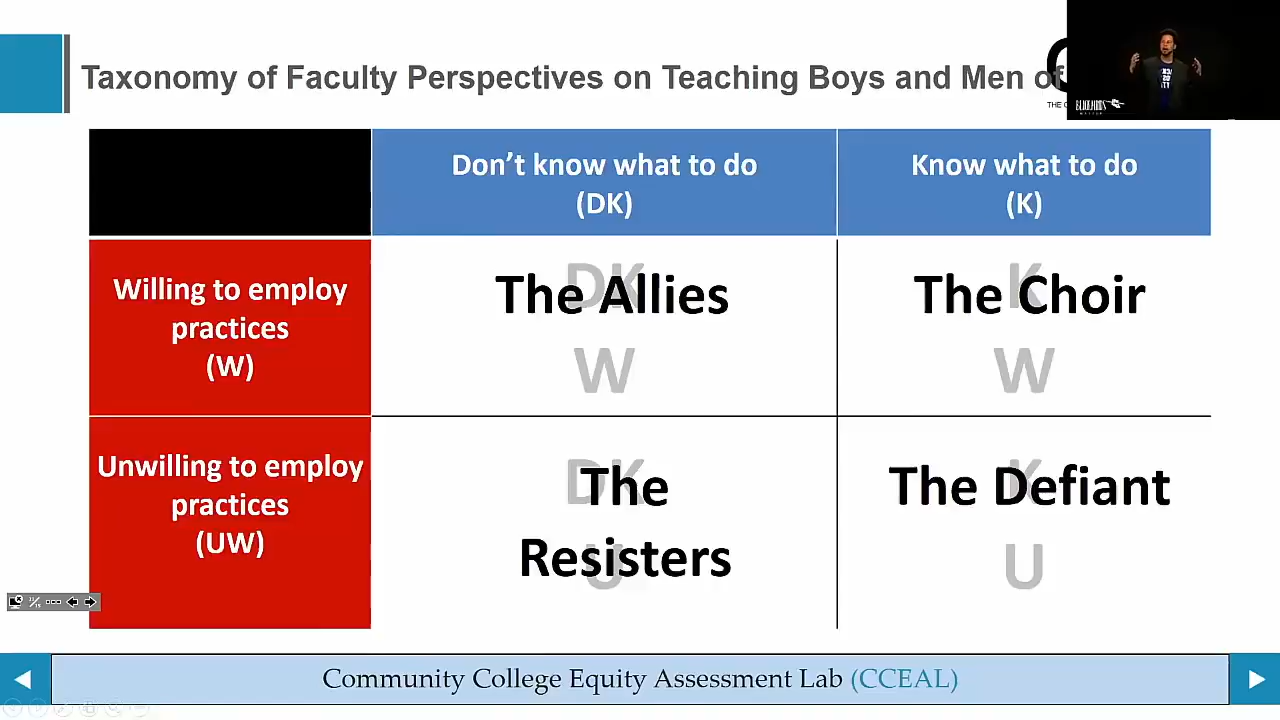 Taxonomy of Faculty Perspectives on Teaching Boys and Men of
Don’t know what to do
(DK)
Know what to do
(K)
Willing to employ
practices
(W)
DK
The Allies
W
K
The Choir
W
Unwilling to employ
practices
(UW)
DK
The
Resisters
U
K
The Defiant
U
Community College Equity Assessment Lab (CCEAL)